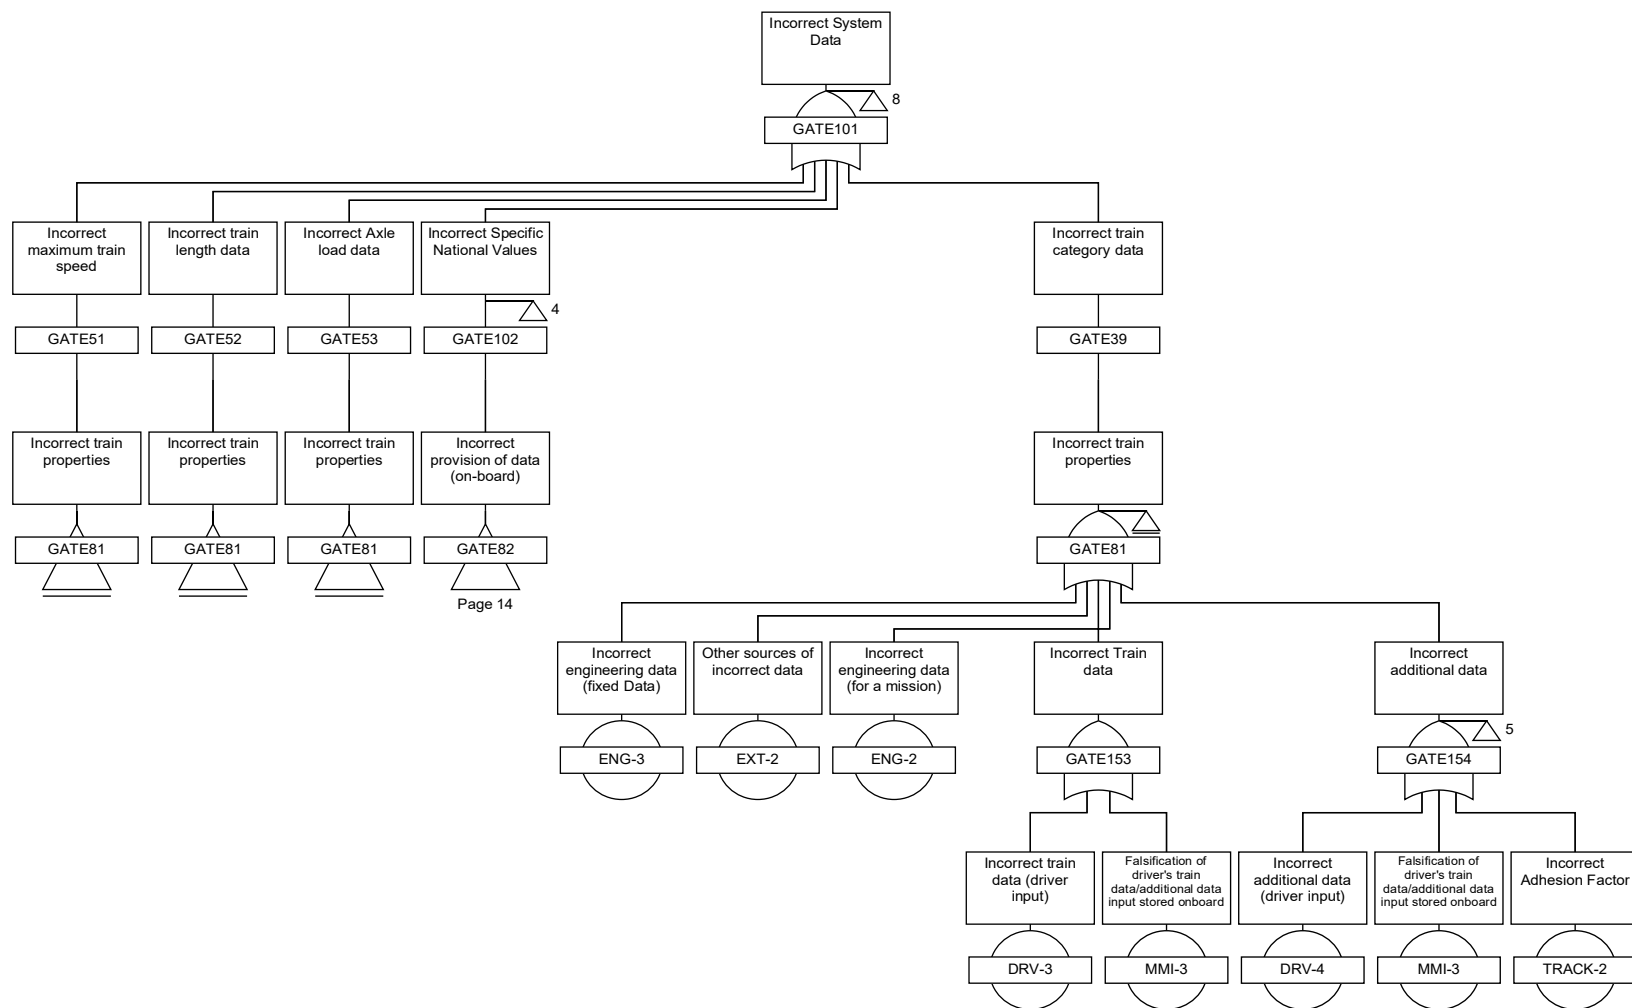 Incorrect System
Data
8
GATE101
Incorrect
maximum train
speed
Incorrect train
length data
Incorrect Axle
load data
Incorrect Specific
National Values
Incorrect train
category data
4
GATE51
GATE52
GATE53
GATE102
GATE39
Incorrect train
properties
Incorrect train
properties
Incorrect train
properties
Incorrect
provision of data
(on-board)
Incorrect train
properties
GATE81
GATE81
GATE81
GATE82
GATE81
Page 14
Incorrect
engineering data
(fixed Data)
Other sources of
incorrect data
Incorrect
engineering data
(for a mission)
Incorrect Train
data
Incorrect
additional data
5
ENG-3
EXT-2
ENG-2
GATE153
GATE154
Incorrect train
data (driver
input)
Falsification of
driver's train
data/additional data
input stored onboard
Incorrect
additional data
(driver input)
Falsification of
driver's train
data/additional data
input stored onboard
Incorrect
Adhesion Factor
DRV-3
MMI-3
DRV-4
MMI-3
TRACK-2